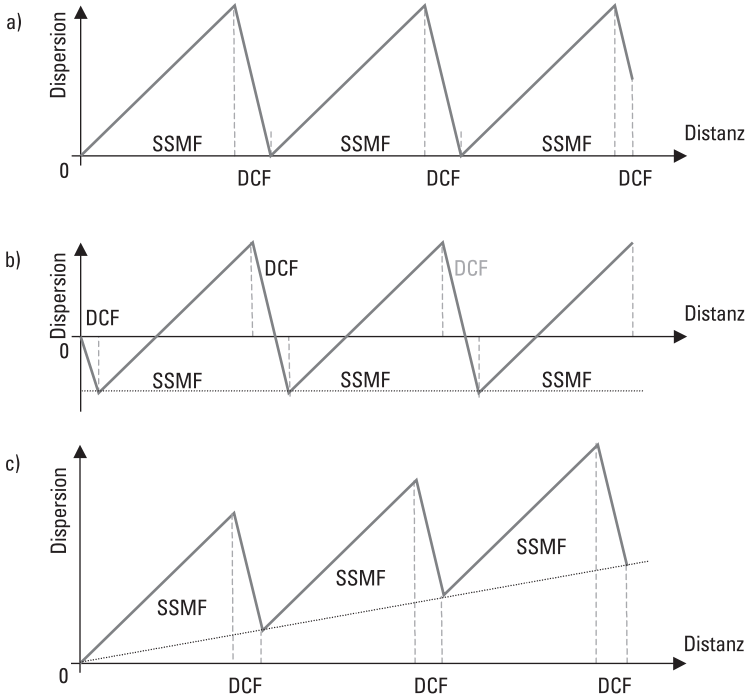 a)
Dispersion
SSMF
SSMF
SSMF
Distanz
0
DCF
DCF
DCF
b)
Dispersion
DCF
DCF
DCF
Distanz
0
SSMF
SSMF
SSMF
c)
Dispersion
SSMF
SSMF
SSMF
Distanz
0
DCF
DCF
DCF